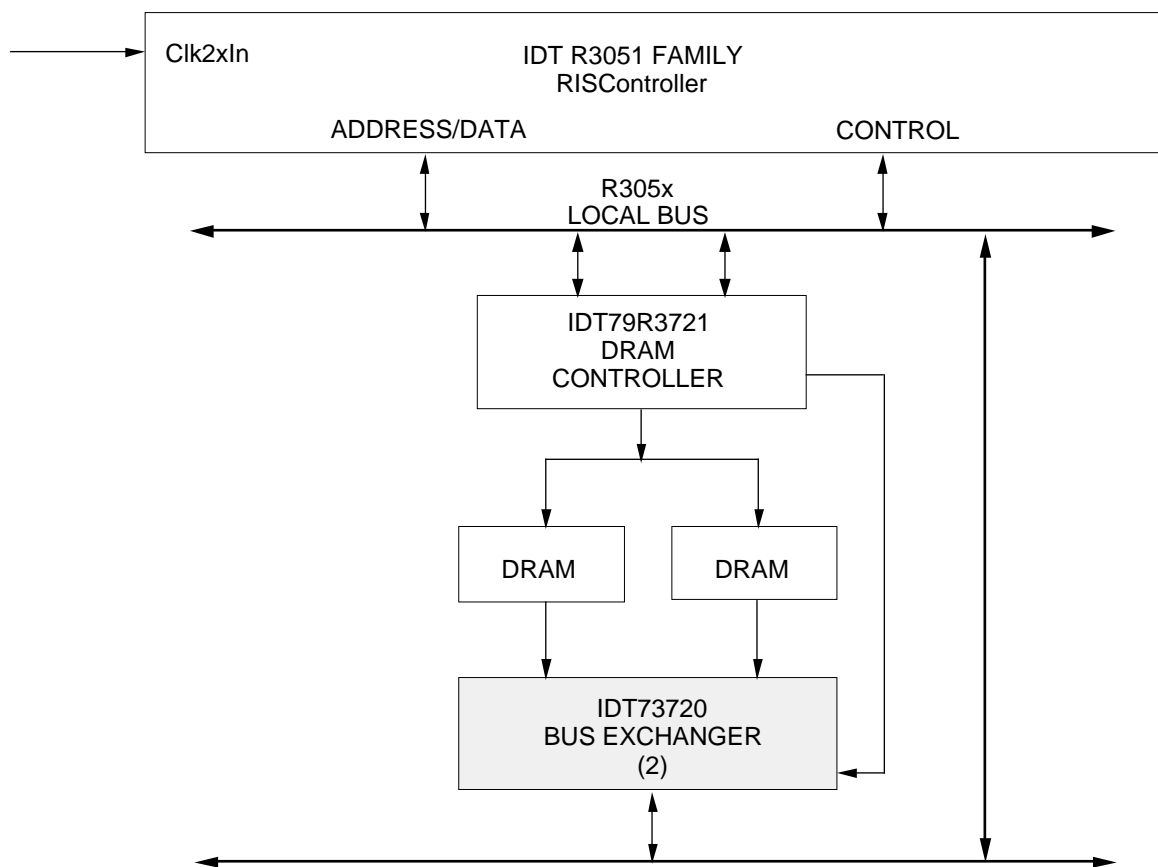 Clk2xIn
IDT R3051 FAMILY
RISController
ADDRESS/DATA
CONTROL
R305x
LOCAL BUS
IDT79R3721
DRAM
CONTROLLER
DRAM
DRAM
IDT73720
BUS EXCHANGER
(2)